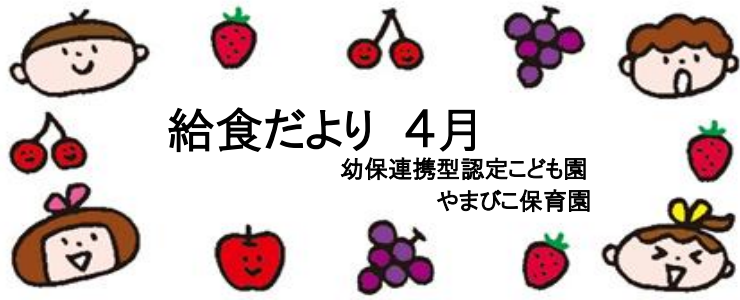 給食だより　４月
幼保連携型認定こども園
やまびこ保育園